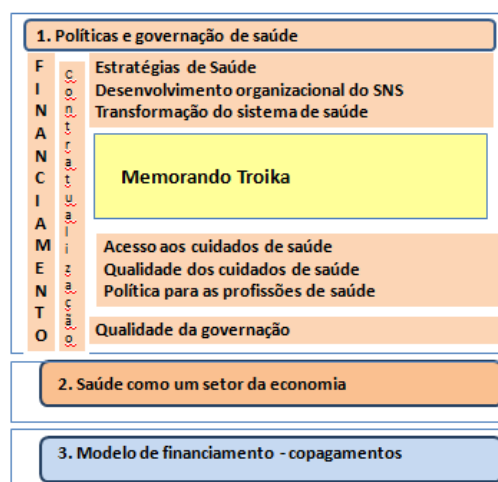 1. Políticas e governação de saúde
FINANCIAMENTO
Contratualização
Estratégias de Saúde
Desenvolvimento organizacional do SNS
Transformação do sistema de saúde
Memorando Troika
Acesso aos cuidados de saúde
Qualidade dos cuidados de saúde
Política para as profissões de saúde
Qualidade da governação
2. Saúde como um setor da economia
3. Modelo de financiamento - copagamentos